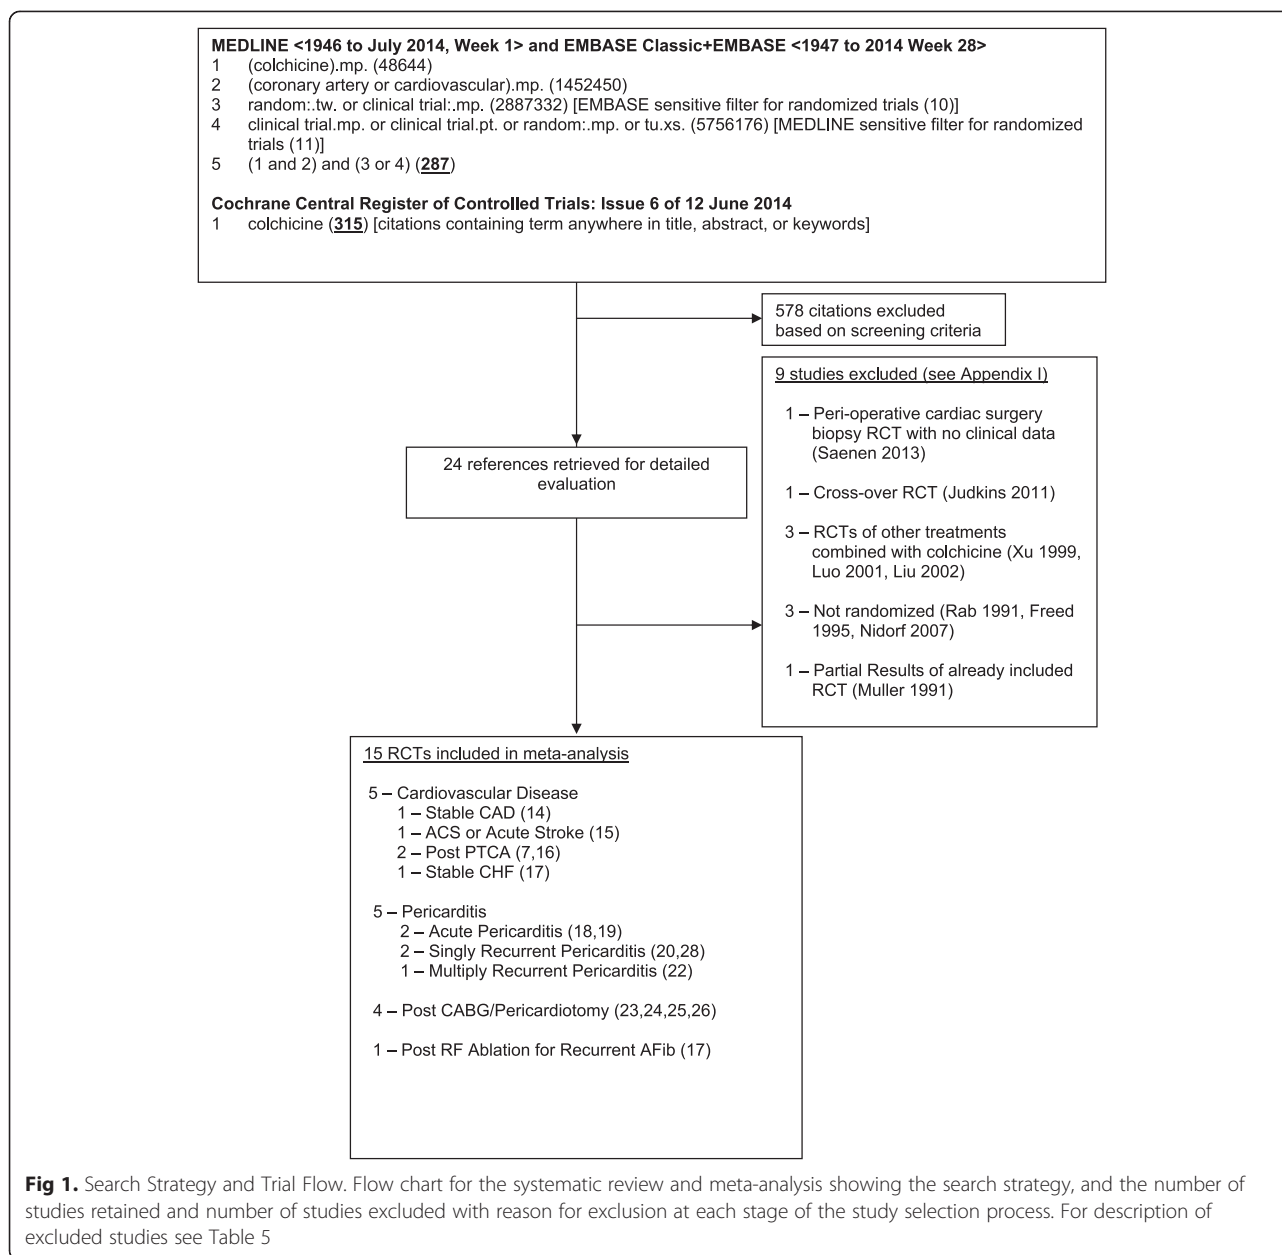 MEDLINE <1946 to July 2014, Week 1> and EMBASE Classic+EMBASE <1947 to 2014 Week 28>
1 (colchicine).mp. (48644)
2 (coronary artery or cardiovascular).mp. (1452450)
3 random:.tw. or clinical trial:.mp. (2887332) [EMBASE sensitive filter for randomized trials (10)]
4 clinical trial.mp. or clinical trial.pt. or random:.mp. or tu.xs. (5756176) [MEDLINE sensitive filter for randomized
trials (11)]
5 (1 and 2) and (3 or 4) (287)
Cochrane Central Register of Controlled Trials: Issue 6 of 12 June 2014
1 colchicine (315) [citations containing term anywhere in title, abstract, or keywords]
578 citations excluded
based on screening criteria
9 studies excluded (see Appendix I)
1 – Peri-operative cardiac surgery
biopsy RCT with no clinical data
(Saenen 2013)
1 – Cross-over RCT (Judkins 2011)
3 – RCTs of other treatments
combined with colchicine (Xu 1999,
Luo 2001, Liu 2002)
3 – Not randomized (Rab 1991, Freed
1995, Nidorf 2007)
1 – Partial Results of already included
RCT (Muller 1991)
24 references retrieved for detailed
evaluation
15 RCTs included in meta-analysis
5 – Cardiovascular Disease
1 – Stable CAD (14)
1 – ACS or Acute Stroke (15)
2 – Post PTCA (7,16)
1 – Stable CHF (17)
5 – Pericarditis
2 – Acute Pericarditis (18,19)
2 – Singly Recurrent Pericarditis (20,28)
1 – Multiply Recurrent Pericarditis (22)
4 – Post CABG/Pericardiotomy (23,24,25,26)
1 – Post RF Ablation for Recurrent AFib (17)
Fig 1. Search Strategy and Trial Flow. Flow chart for the systematic review and meta-analysis showing the search strategy, and the number of
studies retained and number of studies excluded with reason for exclusion at each stage of the study selection process. For description of
excluded studies see Table 5